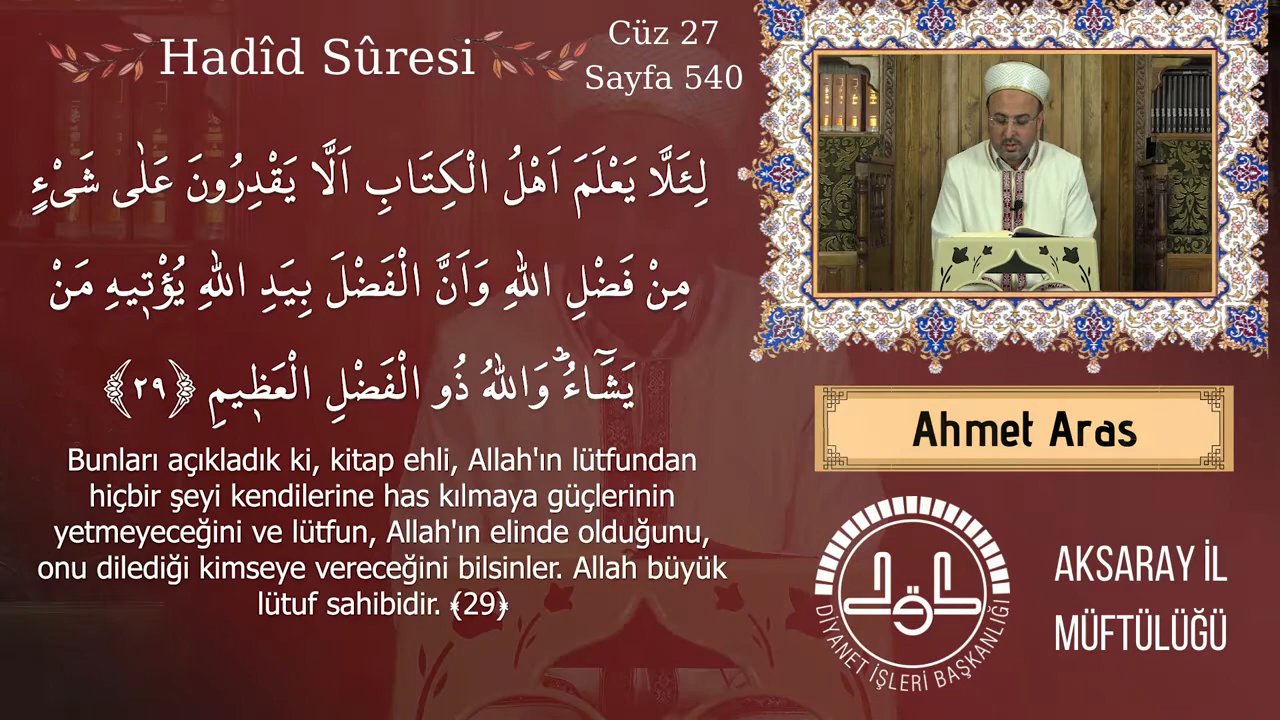 Hadîd Sûresi
Cüz 27
Sayfa 540
لِئَلَّا يَعْلَمَ اَهْلُ الْكِتَابِ اَلَّا يَقْدِرُونَ عَلٰى شَىْءٍ
مِنْ فَضْلِ اللّٰهِ وَاَنَّ الْفَضْلَ بِيَدِ اللّٰهِ يُؤْت۪يهِ مَنْ
يَشَٓاءُۜ وَاللّٰهُ ذُو الْفَضْلِ الْعَظ۪يمِ ﴿٢٩﴾
Bunları açıkladık ki, kitap ehli, Allah'ın lütfundan
hiçbir şeyi kendilerine has kılmaya güçlerinin
yetmeyeceğini ve lütfun, Allah'ın elinde olduğunu,
onu dilediği kimseye vereceğini bilsinler. Allah büyük
lütuf sahibidir. ﴾29﴿
Ahmet Aras
DİYANET İŞLERİ BAŞKANLIĞI
AKSARAY İL
MÜFTÜLÜĞÜ